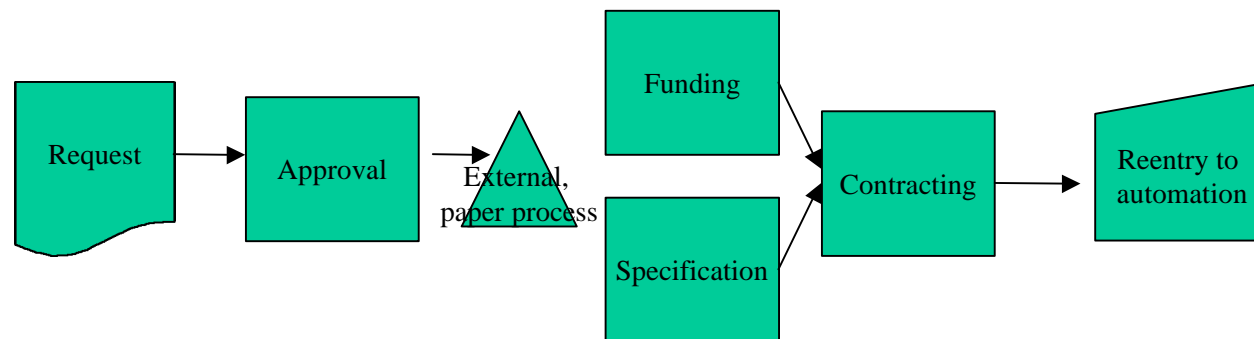 Request
Approval
External,
paper process
Funding
Specification
Contracting
Reentry to
automation